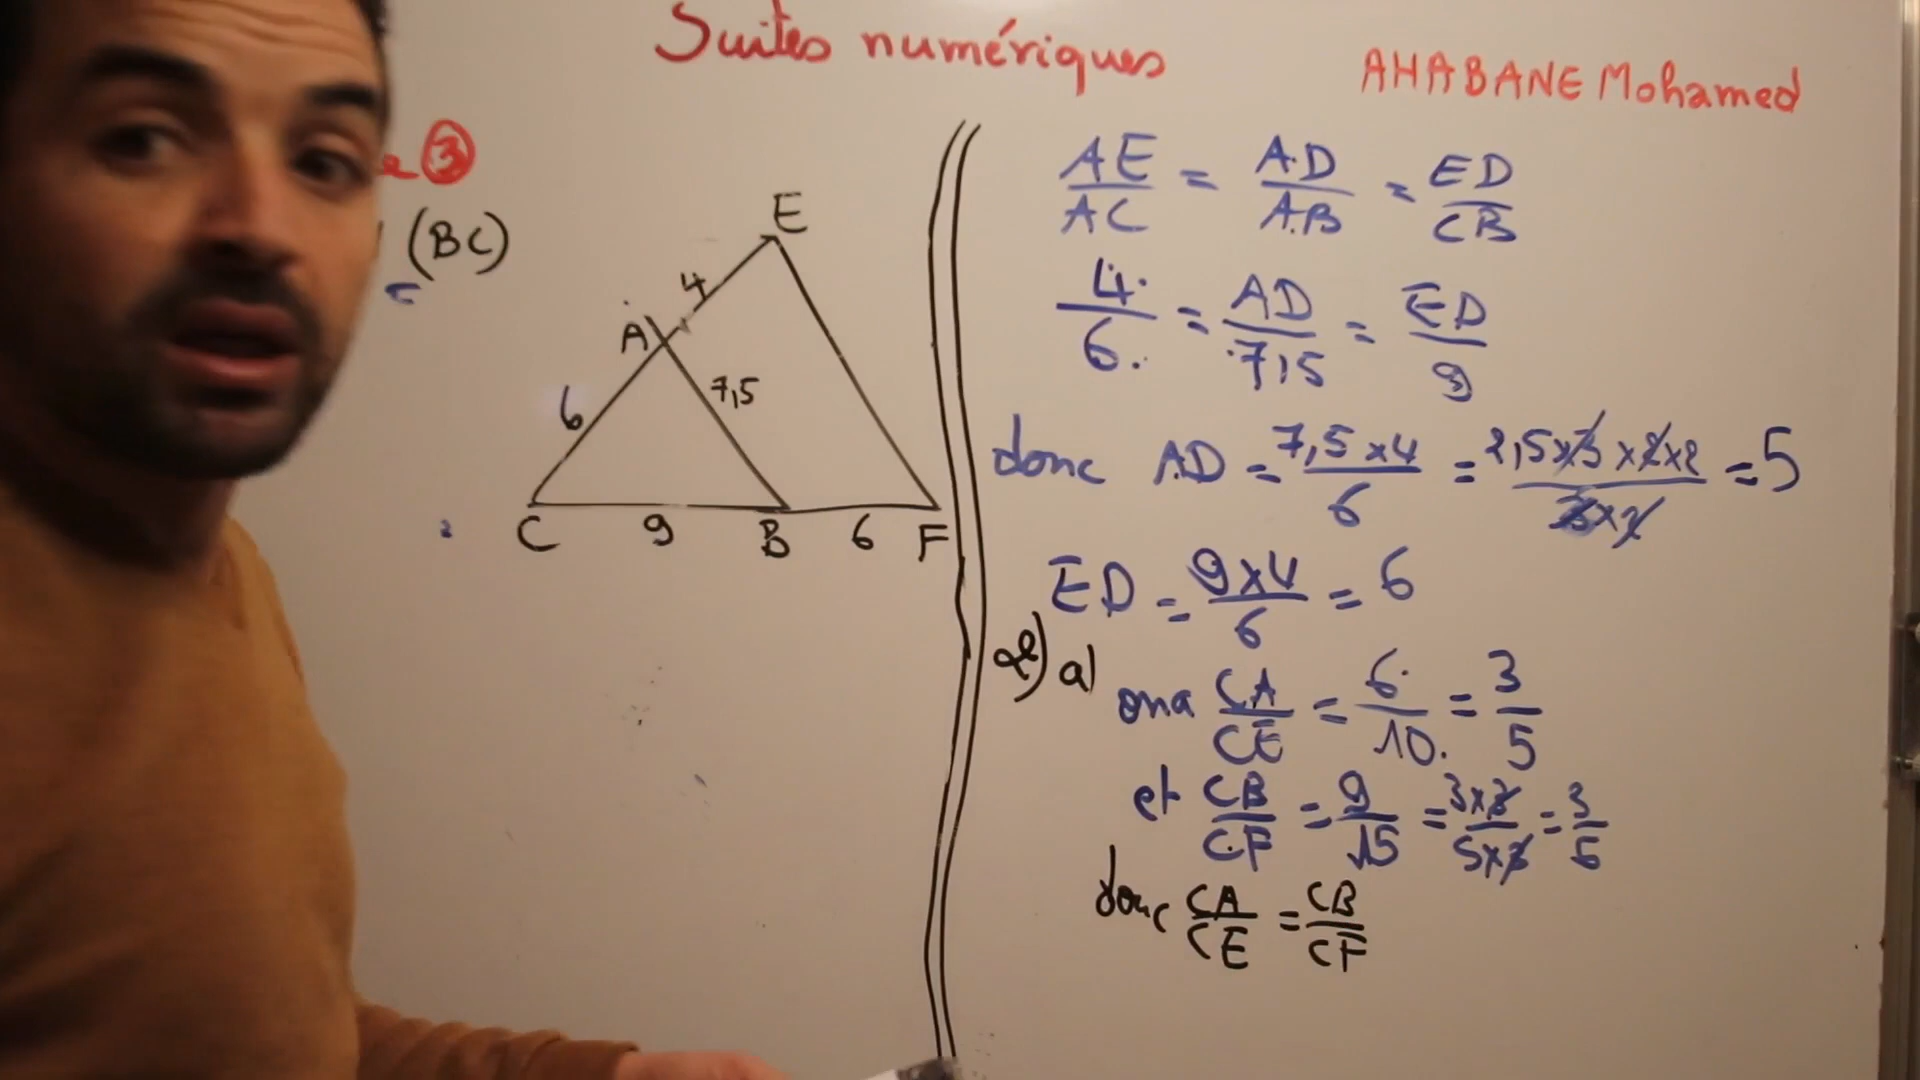 Suites numériques
AHABANE Mohamed
③
(BC)
E
4
A
6
7,5
C 9 B 6 F
AE/AC = AD/AB = ED/CB
4/6 = AD/7,5 = ED/9
donc AD = 7,5 x 4/6 = 2,5 x 3 x 2 x 2/3 x 2 = 5
ED = 9 x 4/6 = 6
2) a)
on a CA/CE = 6/10 = 3/5
et CB/CF = 9/15 = 3 x 3/5 x 3 = 3/5
donc CA/CE = CB/CF